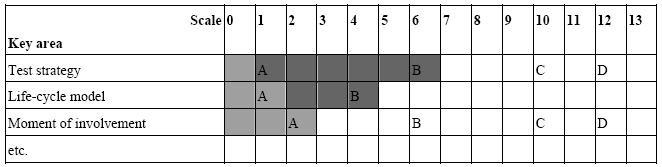 Scale 0 1 2 3 4 5 6 7 8 9 10 11 12 13
Key area
Test strategy A B C D
Life-cycle model A B
Moment of involvement A B C D
etc.